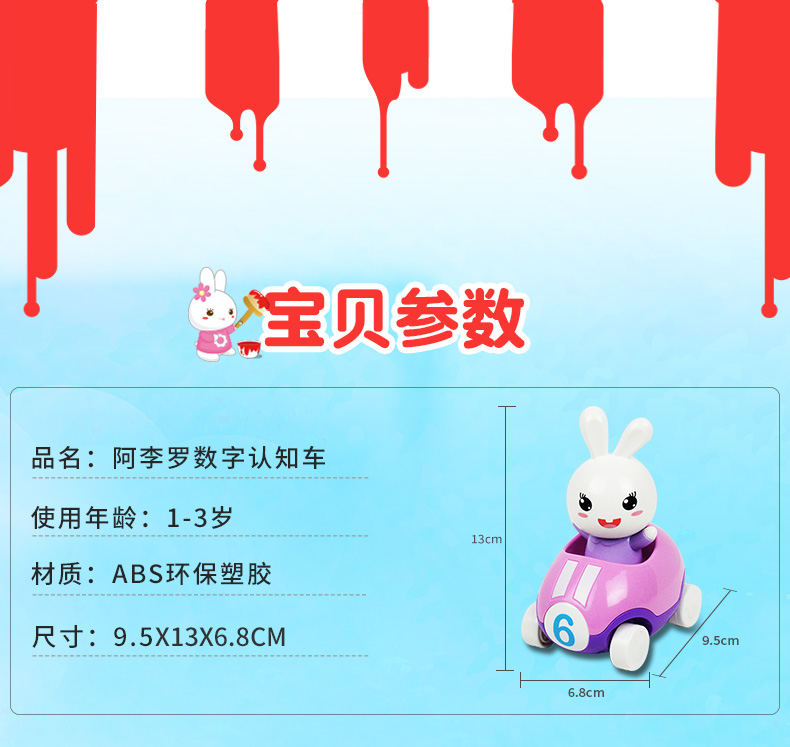 宝贝参数
品名：阿李罗数字认知车
使用年龄：1-3岁
材质：ABS环保塑胶
尺寸：9.5X13X6.8CM
13cm
6
9.5cm
6.8cm